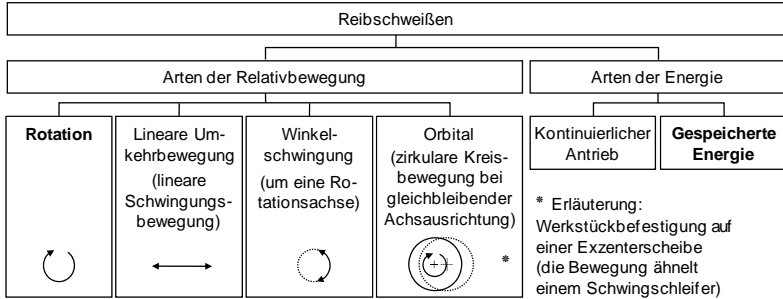 Reibschweißen
Arten der Relativbewegung
Arten der Energie
Rotation
Lineare Um-
kehrbewegung
(lineare
Schwingungs-
bewegung)
Winkel-
schwingung
(um eine Ro-
tationsachse)
Orbital
(zirkulare Kreis-
bewegung bei
gleichbleibender
Achsausrichtung)
*
Kontinuierlicher
Antrieb
Gespeicherte
Energie
* Erläuterung:
Werkstückbefestigung auf
einer Exzenterscheibe
(die Bewegung ähnelt
einem Schwingschleifer)